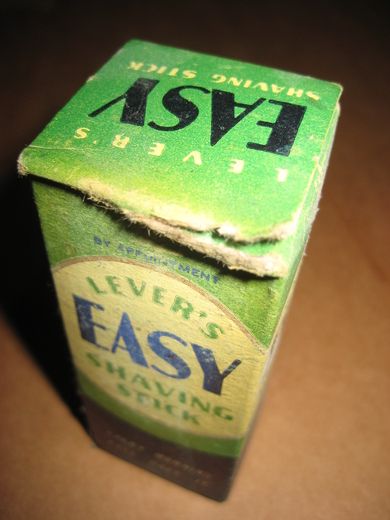 LEVER'S
EASY
SHAVING STICK
BY APPOINTMENT
LEVER'S
EASY
SHAVING
STICK